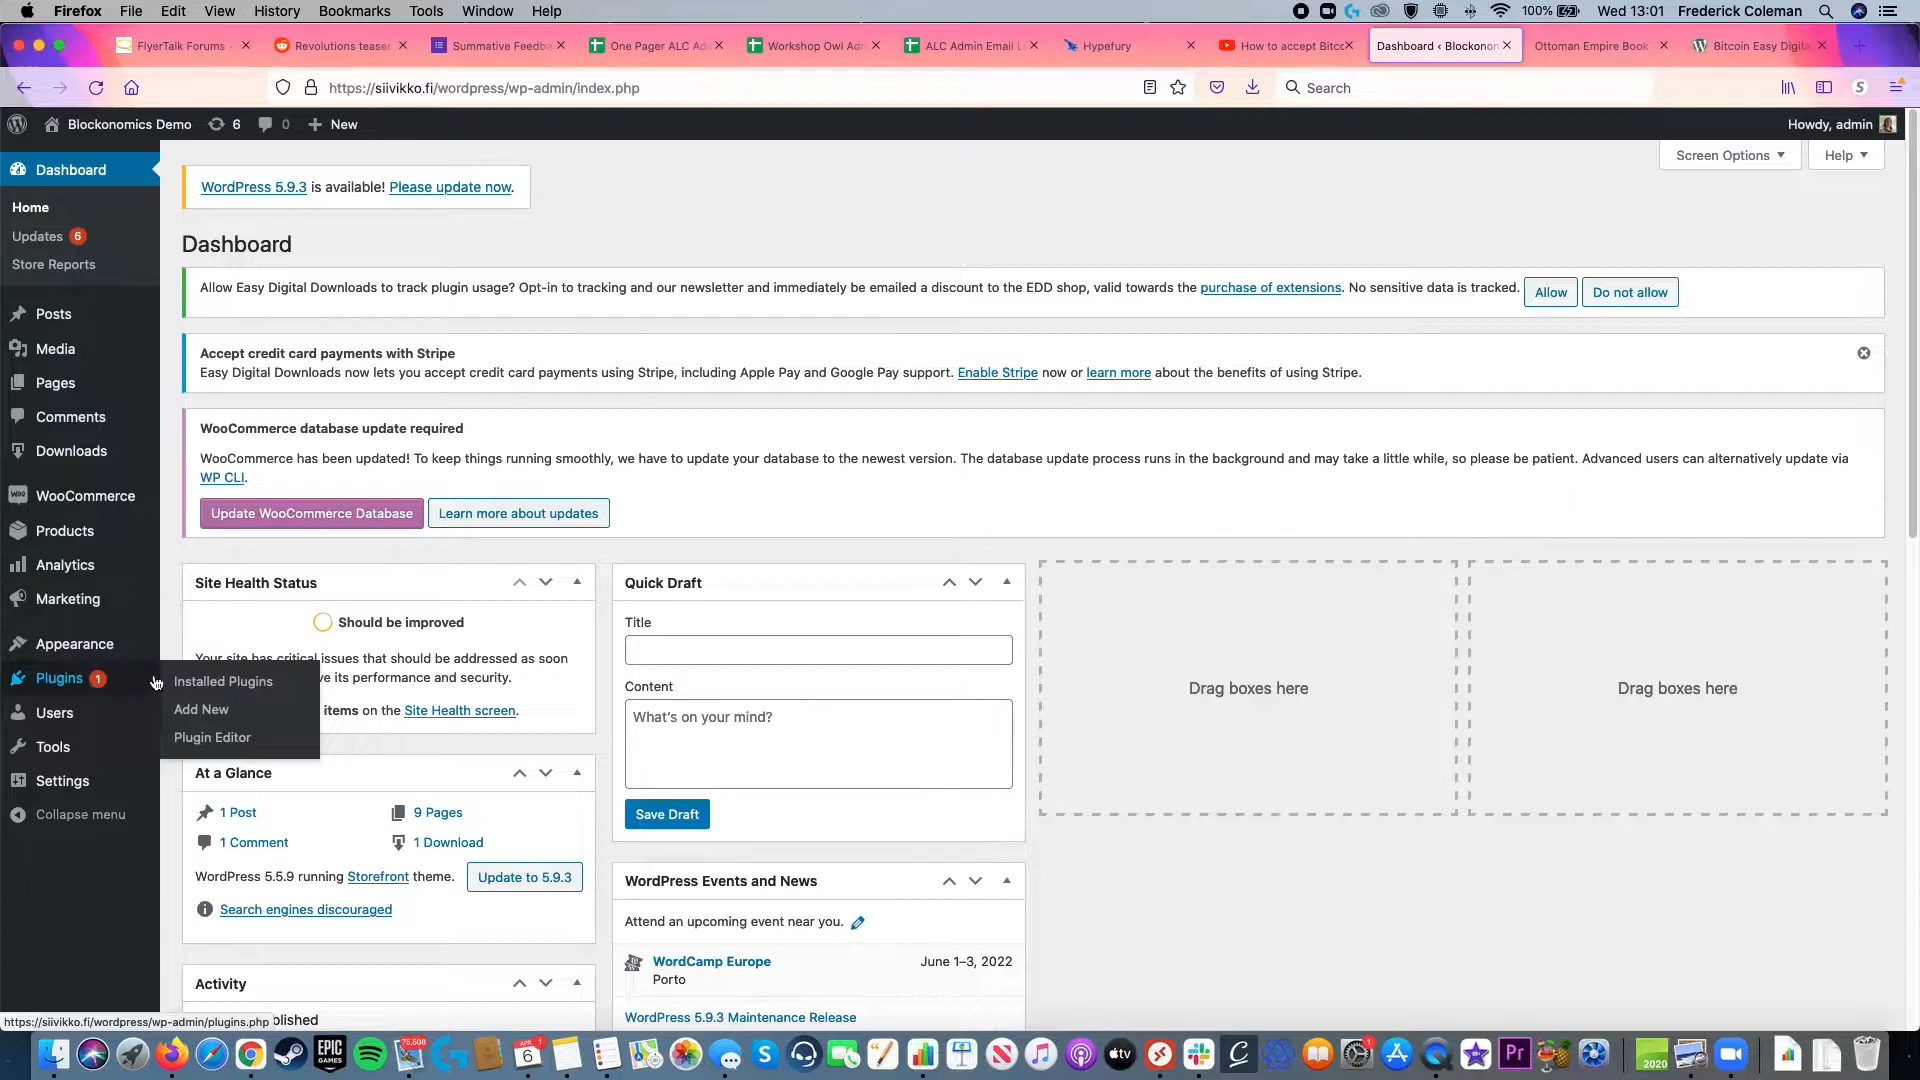 Firefox File Edit View History Bookmarks Tools Window Help 100% Wed 13:01 Frederick Coleman
FlyerTalk Forums - Revolutions teaser Summative Feedba One Pager ALC Ad Workshop Owl Adm ALC Admin Email L Hypefury How to accept Bitco Dashboard ‹ Blockonom Ottoman Empire Book Bitcoin Easy Digita
https://siivikko.fi/wordpress/wp-admin/index.php Search
Blockonomics Demo 6 0 New Howdy, admin
Screen Options Help
Dashboard
Home
Updates 6
Store Reports
Posts
Media
Pages
Comments
Downloads
WooCommerce
Products
Analytics
Marketing
Appearance
Plugins 1
Users
Tools
Settings
Collapse menu
Installed Plugins
Add New
Plugin Editor
WordPress 5.9.3 is available! Please update now.
Dashboard
Allow Easy Digital Downloads to track plugin usage? Opt-in to tracking and our newsletter and immediately be emailed a discount to the EDD shop, valid towards the purchase of extensions. No sensitive data is tracked. Allow Do not allow
Accept credit card payments with Stripe
Easy Digital Downloads now lets you accept credit card payments using Stripe, including Apple Pay and Google Pay support. Enable Stripe now or learn more about the benefits of using Stripe.
WooCommerce database update required
WooCommerce has been updated! To keep things running smoothly, we have to update your database to the newest version. The database update process runs in the background and may take a little while, so please be patient. Advanced users can alternatively update via
WP CLI.
Update WooCommerce Database Learn more about updates
Site Health Status
Should be improved
Your site has critical issues that should be addressed as soon
ve its performance and security.
items on the Site Health screen.
At a Glance
1 Post 9 Pages
1 Comment 1 Download
WordPress 5.5.9 running Storefront theme. Update to 5.9.3
Search engines discouraged
Activity
blished
Quick Draft
Title
Content
What's on your mind?
Save Draft
WordPress Events and News
Attend an upcoming event near you.
WordCamp Europe June 1–3, 2022
Porto
WordPress 5.9.3 Maintenance Release
Drag boxes here Drag boxes here
https://siivikko.fi/wordpress/wp-admin/plugins.php
EPIC GAMES 75,508 APR 6 1 tv 1 Pr 2020